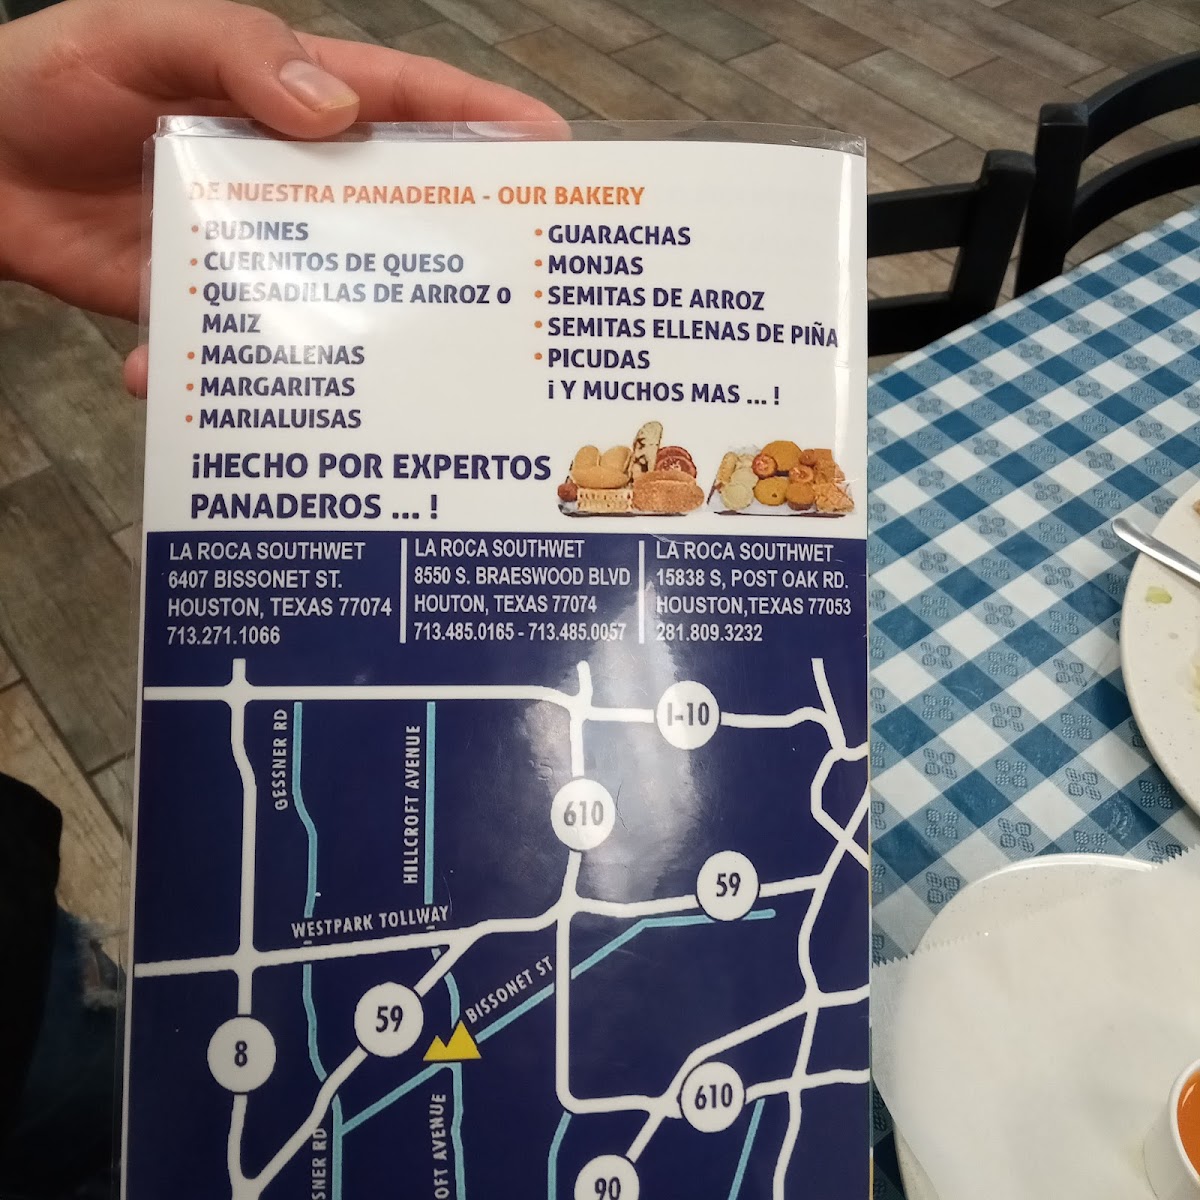 DE NUESTRA PANADERIA - OUR BAKERY
• BUDINES
• CUERNITOS DE QUESO
• QUESADILLAS DE ARROZ O
MAIZ
• MAGDALENAS
• MARGARITAS
• MARIALUISAS
• GUARACHAS
• MONJAS
• SEMITAS DE ARROZ
• SEMITAS ELLENAS DE PIÑA
• PICUDAS
¡ Y MUCHOS MAS ... !
¡HECHO POR EXPERTOS
PANADEROS ... !
LA ROCA SOUTHWET
6407 BISSONET ST.
HOUSTON, TEXAS 77074
713.271.1066
LA ROCA SOUTHWET
8550 S. BRAESWOOD BLVD
HOUTON, TEXAS 77074
713.485.0165 - 713.485.0057
LA ROCA SOUTHWET
15838 S, POST OAK RD.
HOUSTON,TEXAS 77053
281.809.3232
GESSNER RD
HILLCROFT AVENUE
I-10
610
59
WESTPARK TOLLWAY
BISSONET ST
59
8
610
SNER RD
OFT AVENUE
90